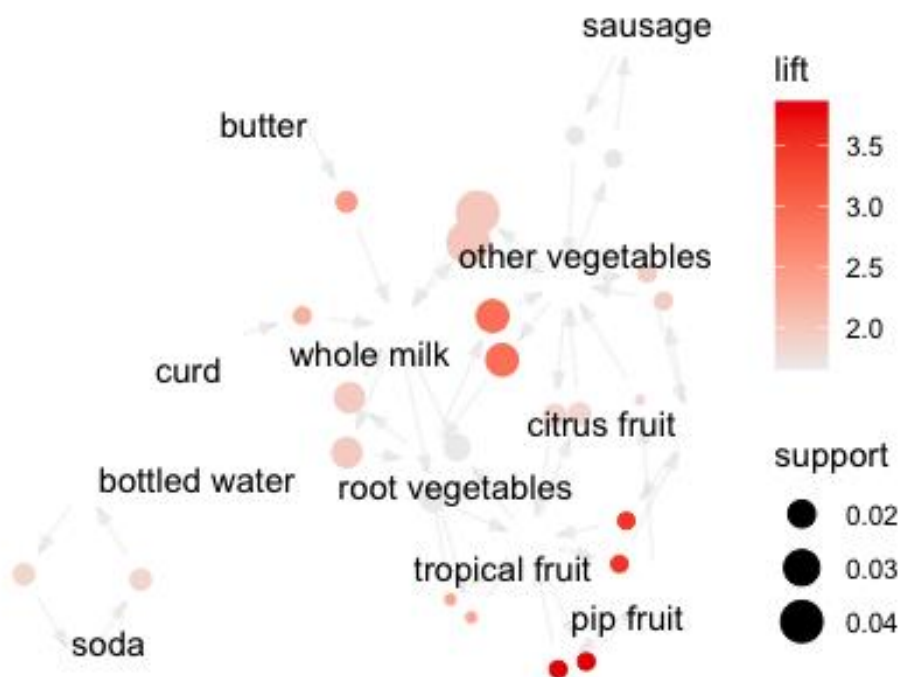 sausage
lift
butter
3.5
3.0
other vegetables
2.5
2.0
whole milk
curd
citrus fruit
support
bottled water
root vegetables
0.02
tropical fruit
0.03
pip fruit
0.04
soda